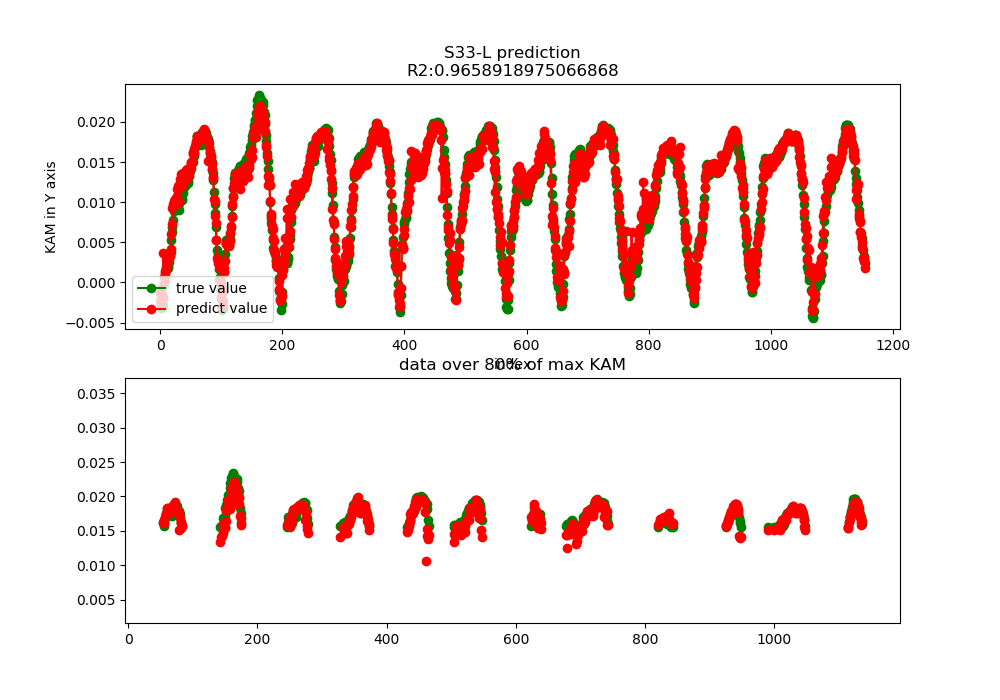 S33-L prediction
R2:0.9658918975066868
KAM in Y axis
0.020
0.015
0.010
0.005
0.000
−0.005
true value
predict value
0 200 400 600 800 1000 1200
index
data over 80% of max KAM
0.035
0.030
0.025
0.020
0.015
0.010
0.005
0 200 400 600 800 1000